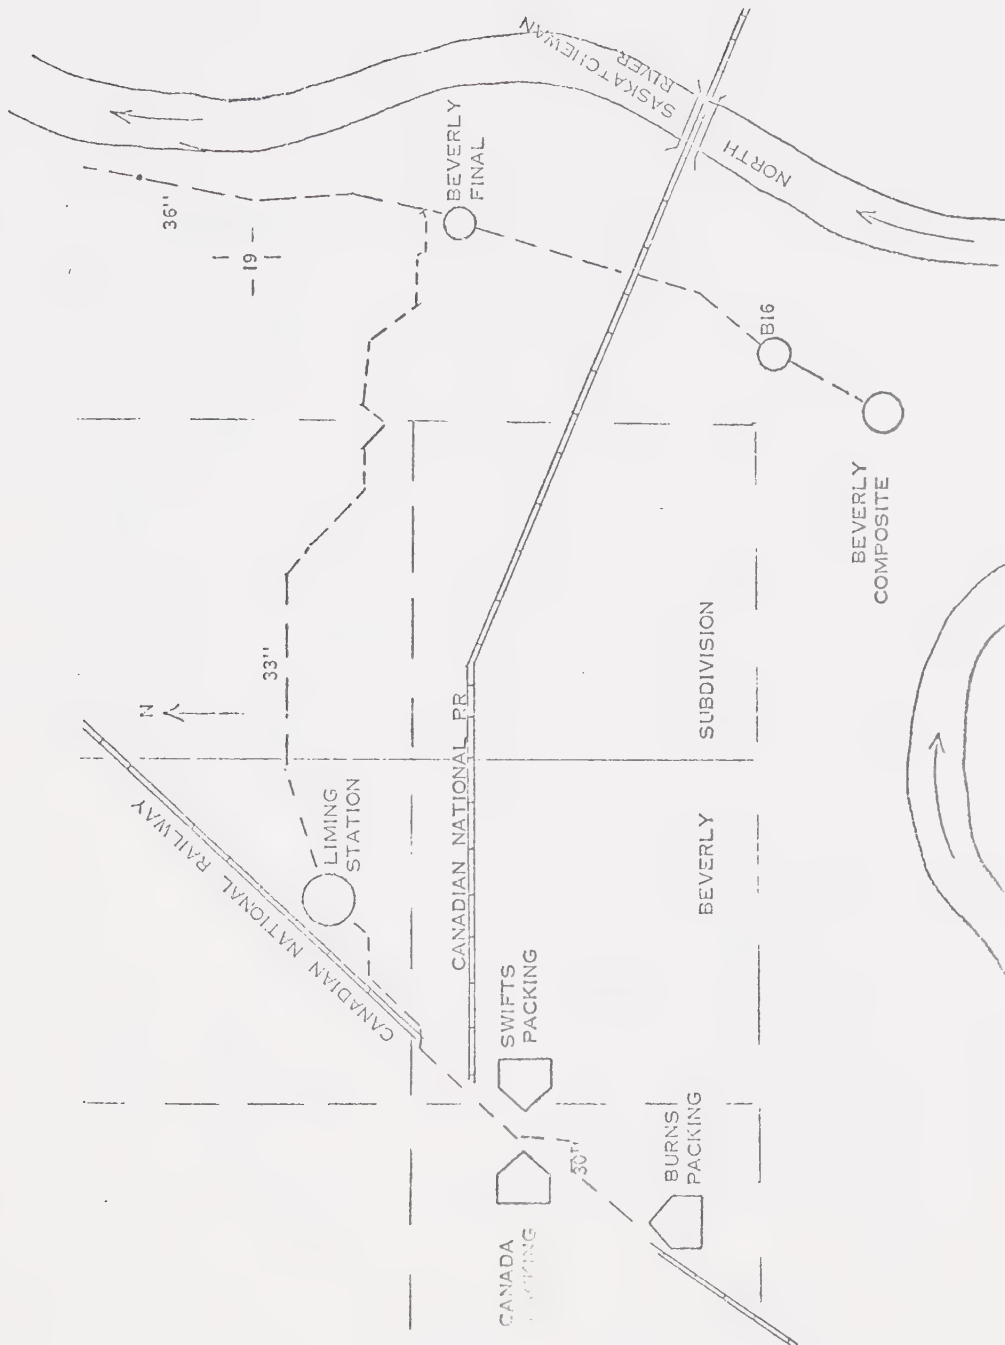 36"
19
NORTH
SASKATCHEWAN
RIVER
BEVERLY
FINAL
33"
N
CANADIAN NATIONAL RAILWAY
LIMING
STATION
CANADIAN NATIONAL
B16
BEVERLY
COMPOSITE
BEVERLY SUBDIVISION
SWIFTS
PACKING
CANADA
30"
BURNS
PACKING